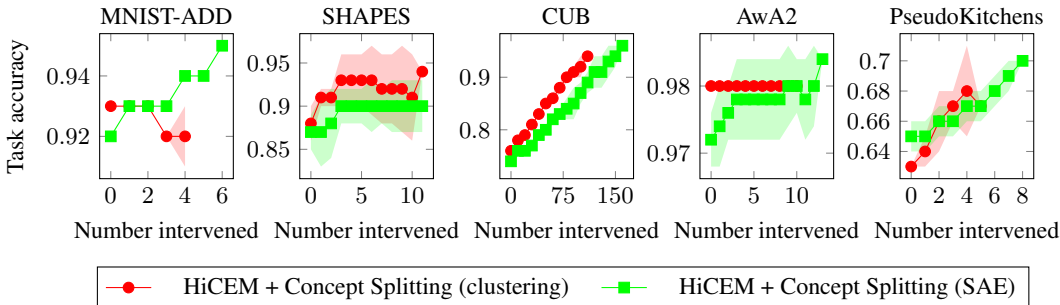 MNIST-ADD SHAPES CUB AwA2 PseudoKitchens
Task accuracy
0.94
0.92
0 2 4 6
0.95
0.9
0.85
0 5 10
0.9
0.8
0 75 150
0.98
0.97
0 5 10
0.7
0.68
0.66
0.64
0 2 4 6 8
Number intervened Number intervened Number intervened Number intervened Number intervened
HiCEM + Concept Splitting (clustering) HiCEM + Concept Splitting (SAE)